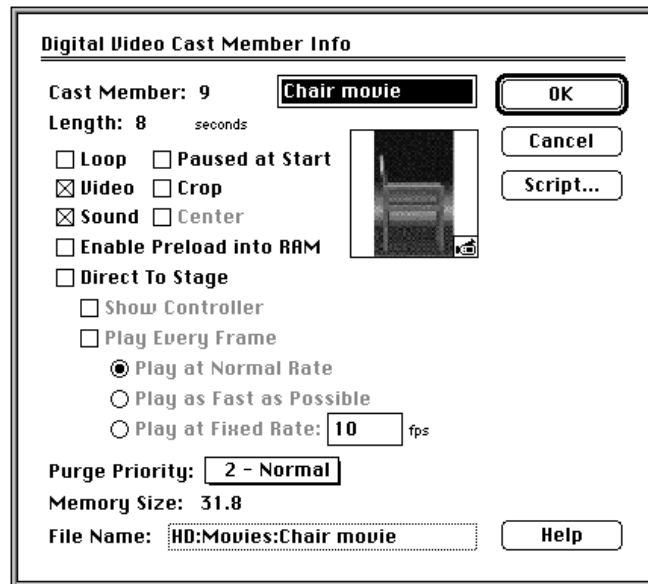 Digital Video Cast Member Info
Cast Member: 9 Chair movie OK
Length: 8 seconds
Cancel
Loop Paused at Start
Video Crop Script...
Sound Center
Enable Preload into RAM
Direct To Stage
Show Controller
Play Every Frame
Play at Normal Rate
Play as Fast as Possible
Play at Fixed Rate: 10 fps
Purge Priority: 2 - Normal
Memory Size: 31.8
File Name: HD:Movies:Chair movie Help